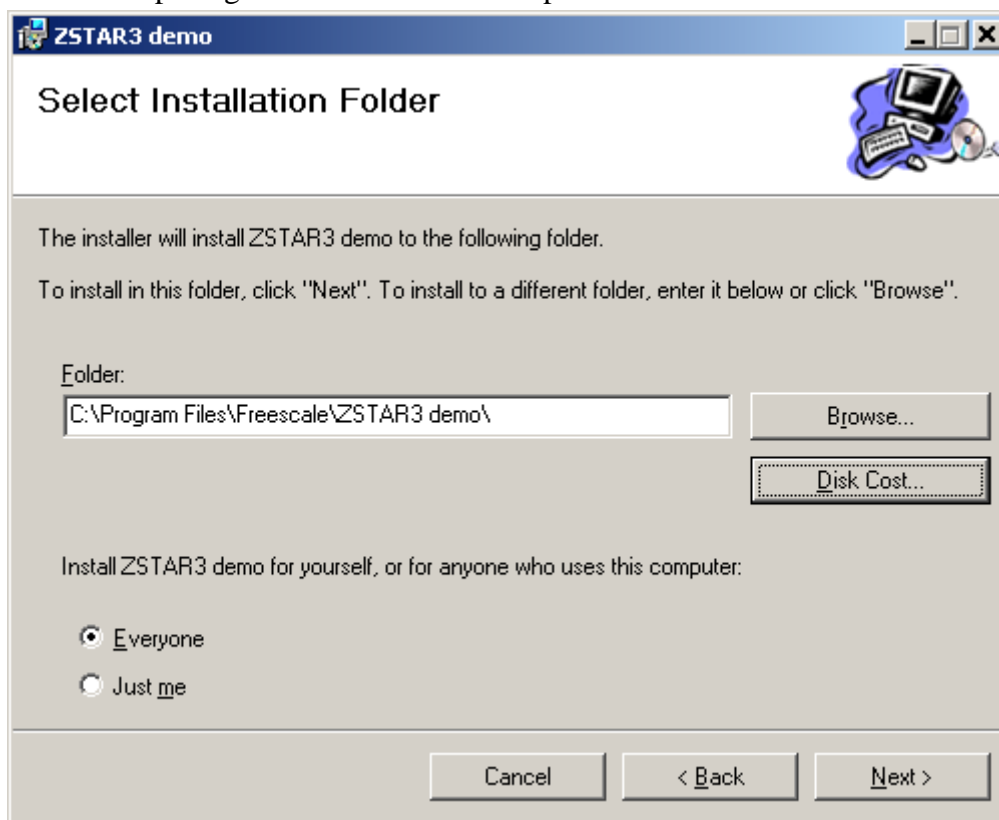 ZSTAR3 demo
Select Installation Folder
The installer will install ZSTAR3 demo to the following folder.
To install in this folder, click "Next". To install to a different folder, enter it below or click "Browse".
Folder:
C:\Program Files\Freescale\ZSTAR3 demo\
Browse...
Disk Cost...
Install ZSTAR3 demo for yourself, or for anyone who uses this computer:
Everyone
Just me
Cancel < Back Next >